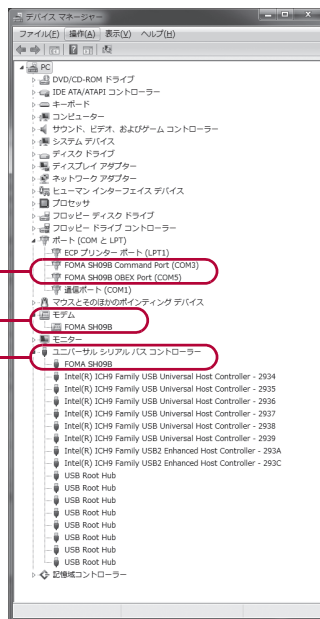 デバイス マネージャー
ファイル(F) 操作(A) 表示(V) ヘルプ(H)
PC
DVD/CD-ROM ドライブ
IDE ATA/ATAPI コントローラー
キーボード
コンピューター
サウンド、ビデオ、およびゲーム コントローラー
システム デバイス
ディスク ドライブ
ディスプレイ アダプター
ネットワーク アダプター
ヒューマン インターフェイス デバイス
プロセッサ
フロッピー ディスク ドライブ
フロッピー ドライブ コントローラー
ポート (COM と LPT)
ECP プリンター ポート (LPT1)
FOMA SH09B Command Port (COM3)
FOMA SH09B OBEX Port (COM5)
通信ポート (COM1)
マウスとそのほかのポインティング デバイス
モデム
FOMA SH09B
モニター
ユニバーサル シリアル バス コントローラー
FOMA SH09B
Intel(R) ICH9 Family USB Universal Host Controller - 2934
Intel(R) ICH9 Family USB Universal Host Controller - 2935
Intel(R) ICH9 Family USB Universal Host Controller - 2936
Intel(R) ICH9 Family USB Universal Host Controller - 2937
Intel(R) ICH9 Family USB Universal Host Controller - 2938
Intel(R) ICH9 Family USB Universal Host Controller - 2939
Intel(R) ICH9 Family USB2 Enhanced Host Controller - 293A
Intel(R) ICH9 Family USB2 Enhanced Host Controller - 293C
USB Root Hub
USB Root Hub
USB Root Hub
USB Root Hub
USB Root Hub
USB Root Hub
USB Root Hub
USB Root Hub
記憶域コントローラー